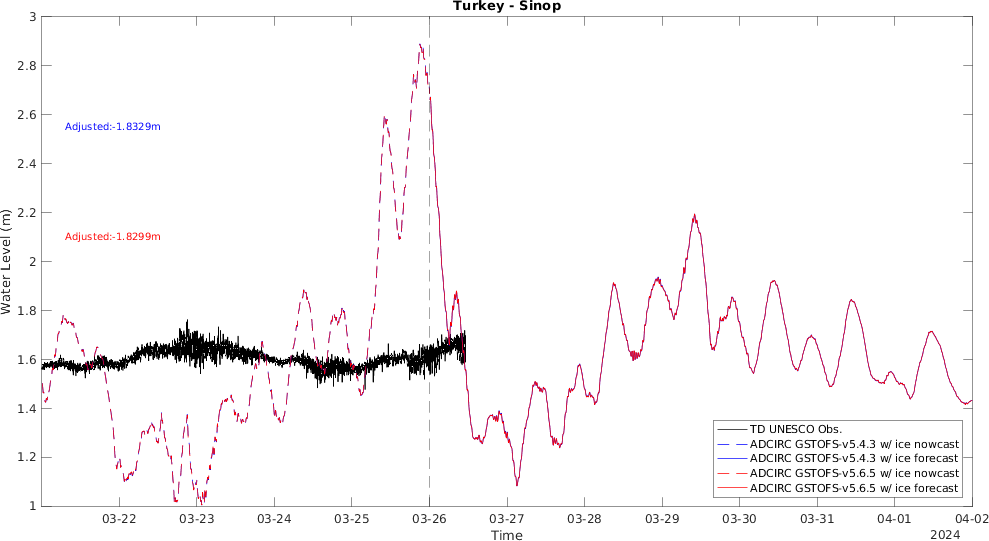 Turkey - Sinop
3
2.8
2.6
2.4
2.2
2
1.8
1.6
1.4
1.2
1
Water Level (m)
Adjusted:-1.8329m
Adjusted:-1.8299m
TD UNESCO Obs.
ADCIRC GSTOFS-v5.4.3 w/ ice nowcast
ADCIRC GSTOFS-v5.4.3 w/ ice forecast
ADCIRC GSTOFS-v5.6.5 w/ ice nowcast
ADCIRC GSTOFS-v5.6.5 w/ ice forecast
03-22 03-23 03-24 03-25 03-26 03-27 03-28 03-29 03-30 03-31 04-01 04-02
Time
2024